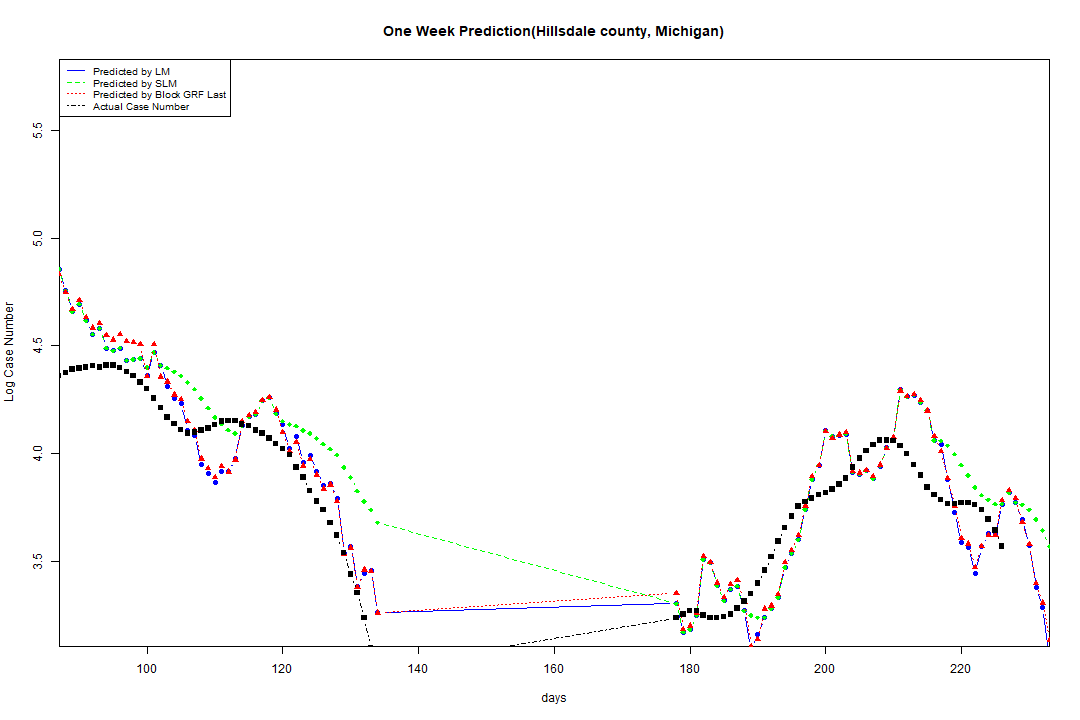 One Week Prediction(Hillsdale county, Michigan)
Predicted by LM
Predicted by SLM
Predicted by Block GRF Last
Actual Case Number
5.5
5.0
4.5
4.0
3.5
Log Case Number
100 120 140 160 180 200 220
days